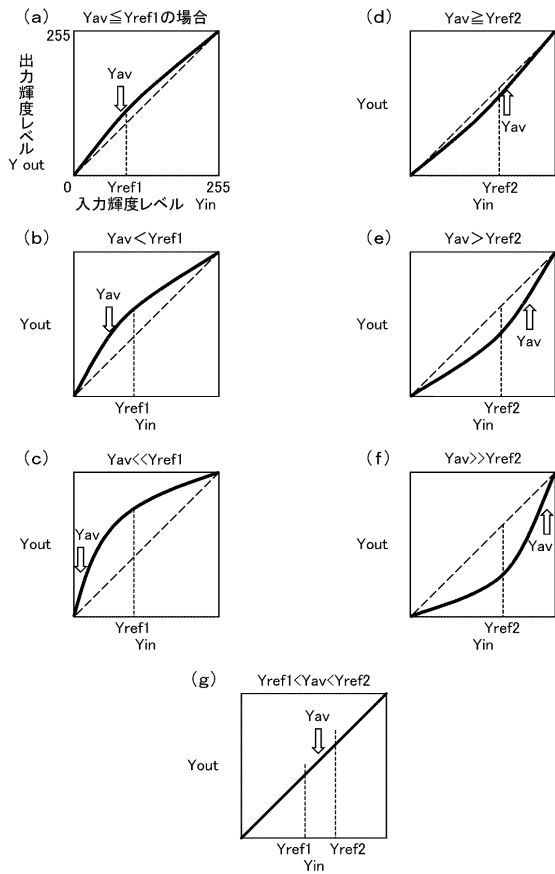 (a)
Yav≦Yref1の場合
255
出力輝度レベル
Y out
Yav
0
Yref1
255
入力輝度レベル Yin
(b)
Yav<Yref1
Yout
Yav
Yref1
Yin
(c)
Yav<<Yref1
Yout
Yav
Yref1
Yin
(d)
Yav≧Yref2
Yout
Yav
Yref2
Yin
(e)
Yav>Yref2
Yout
Yav
Yref2
Yin
(f)
Yav>>Yref2
Yout
Yav
Yref2
Yin
(g)
Yref1<Yav<Yref2
Yav
Yout
Yref1 Yref2
Yin